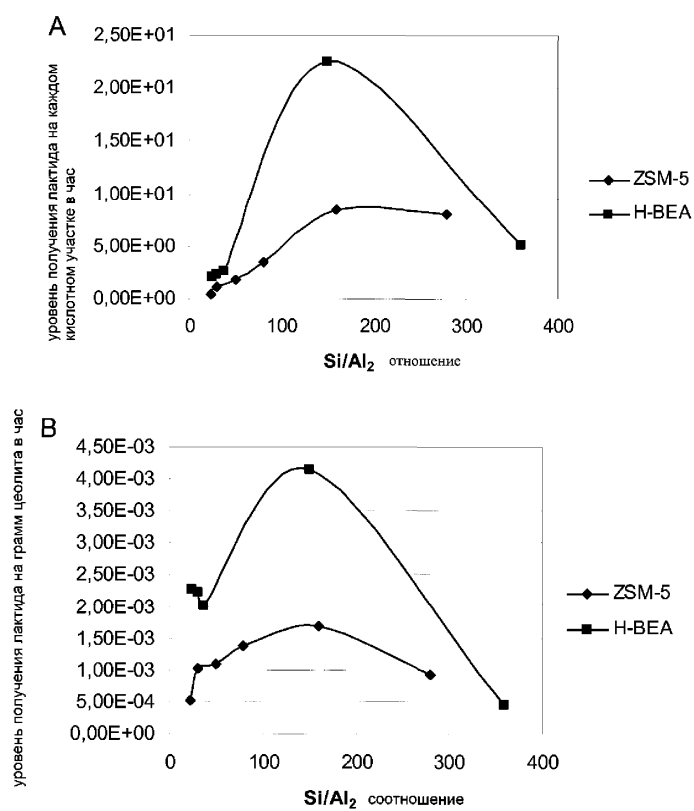 A
уровень получения лактида на каждом
кислотном участке в час
2,50E+01
2,00E+01
1,50E+01
1,00E+01
5,00E+00
0,00E+00
0 100 200 300 400
Si/Al₂ отношение
ZSM-5
H-BEA
B
уровень получения лактида на грамм цеолита в час
4,50E-03
4,00E-03
3,50E-03
3,00E-03
2,50E-03
2,00E-03
1,50E-03
1,00E-03
5,00E-04
0,00E+00
0 100 200 300 400
Si/Al₂ соотношение
ZSM-5
H-BEA